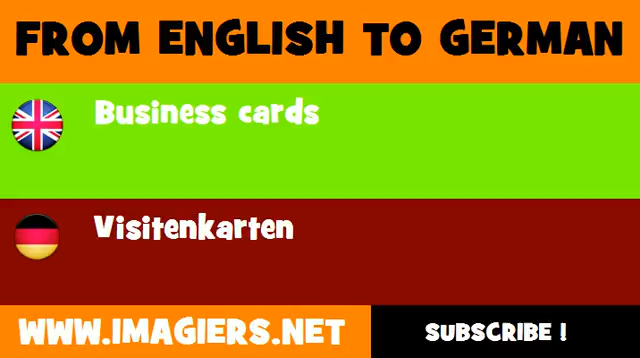 FROM ENGLISH TO GERMAN
Business cards
Visitenkarten
WWW.IMAGIERS.NET
SUBSCRIBE !